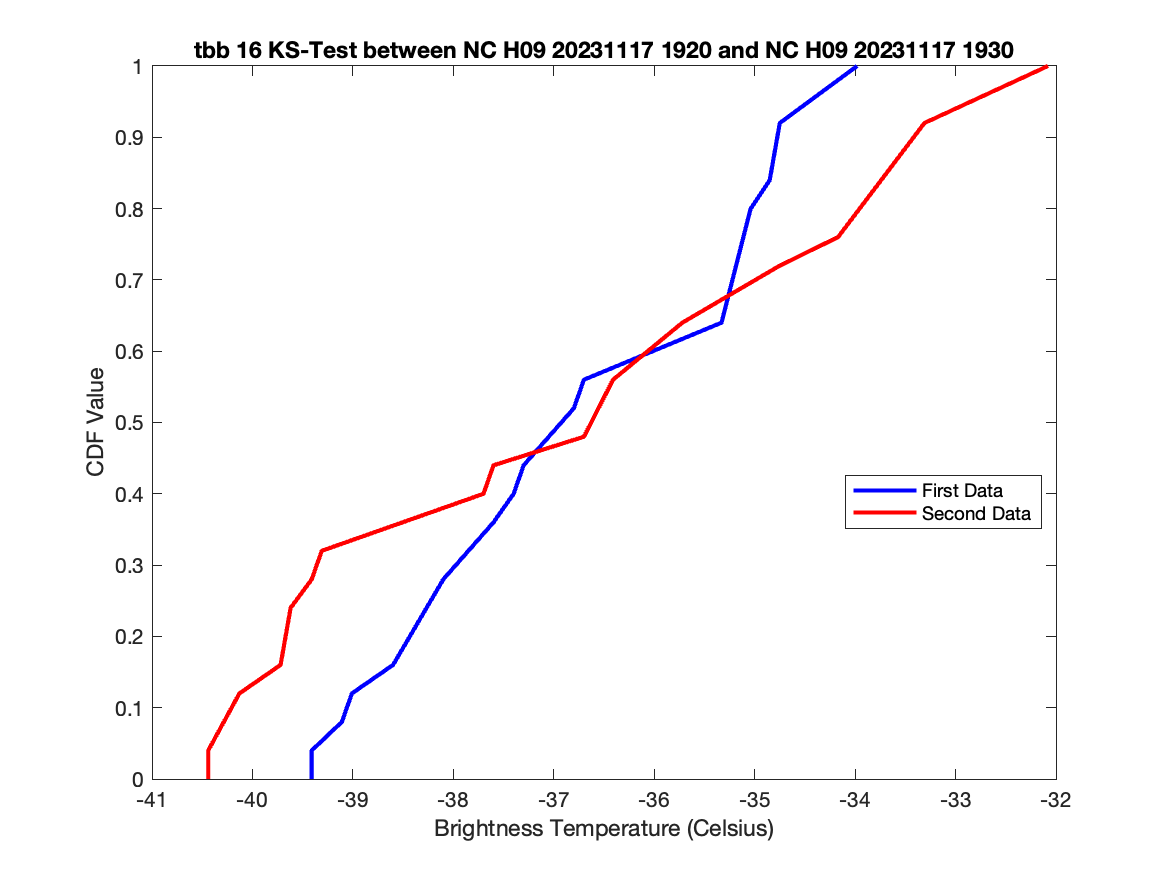 tbb 16 KS-Test between NC H09 20231117 1920 and NC H09 20231117 1930
1
0.9
0.8
0.7
0.6
0.5
0.4
0.3
0.2
0.1
0
CDF Value
First Data
Second Data
-41 -40 -39 -38 -37 -36 -35 -34 -33 -32
Brightness Temperature (Celsius)